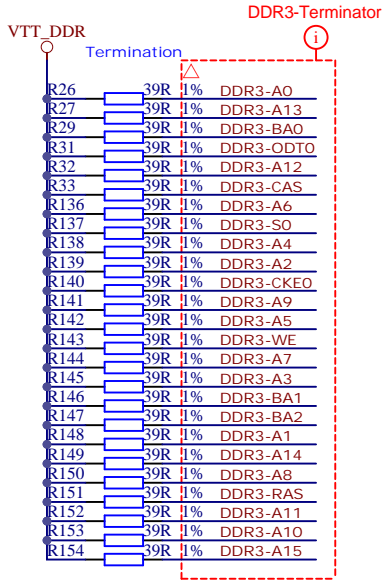 DDR3-Terminator
VTT_DDR
i
Termination
R26 39R 1% DDR3-A0
R27 39R 1% DDR3-A13
R29 39R 1% DDR3-BA0
R31 39R 1% DDR3-ODT0
R32 39R 1% DDR3-A12
R33 39R 1% DDR3-CAS
R136 39R 1% DDR3-A6
R137 39R 1% DDR3-S0
R138 39R 1% DDR3-A4
R139 39R 1% DDR3-A2
R140 39R 1% DDR3-CKE0
R141 39R 1% DDR3-A9
R142 39R 1% DDR3-A5
R143 39R 1% DDR3-WE
R144 39R 1% DDR3-A7
R145 39R 1% DDR3-A3
R146 39R 1% DDR3-BA1
R147 39R 1% DDR3-BA2
R148 39R 1% DDR3-A1
R149 39R 1% DDR3-A14
R150 39R 1% DDR3-A8
R151 39R 1% DDR3-RAS
R152 39R 1% DDR3-A11
R153 39R 1% DDR3-A10
R154 39R 1% DDR3-A15